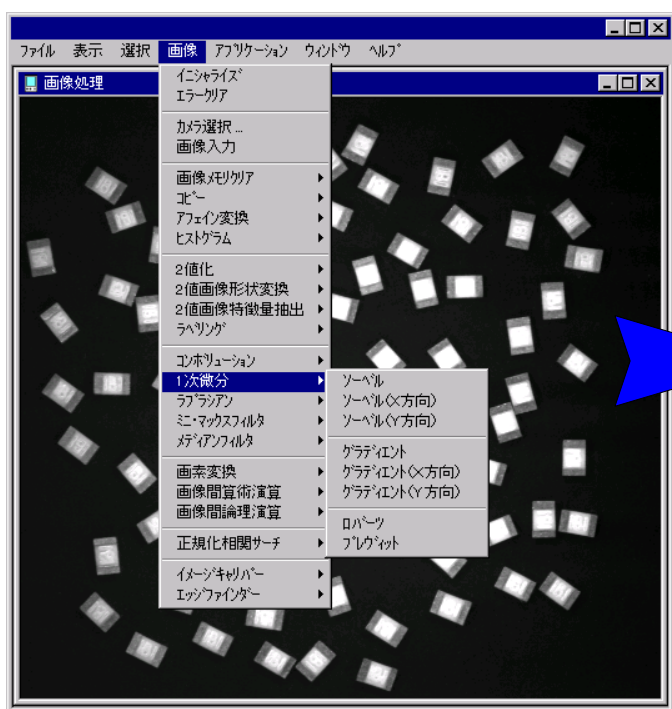 ﾌｧｲﾙ 表示 選択 画像 ｱﾌﾟﾘｹｰｼｮﾝ ｳｨﾝﾄﾞｳ ﾍﾙﾌﾟ
画像処理
ｲﾆｼｬﾗｲｽﾞ
ｴﾗｰｸﾘｱ
ｶﾒﾗ選択 ...
画像入力
画像ﾒﾓﾘｸﾘｱ
ｺﾋﾟｰ
ｱﾌｪｲﾝ変換
ﾋｽﾄｸﾞﾗﾑ
2値化
2値画像形状変換
2値画像特徴量抽出
ﾗﾍﾞﾘﾝｸﾞ
ｺﾝﾎﾞﾘｭｰｼｮﾝ
1次微分
ﾗﾌﾟﾗｼｱﾝ
ﾐﾆ・ﾏｯｸｽﾌｨﾙﾀ
ﾒﾃﾞｨｱﾝﾌｨﾙﾀ
画素変換
画像間算術演算
画像間論理演算
正規化相関ｻｰﾁ
ｲﾒｰｼﾞｷｬﾘﾊﾟｰ
ｴｯｼﾞﾌｧｲﾝﾀﾞｰ
ｿｰﾍﾞﾙ
ｿｰﾍﾞﾙ(X方向)
ｿｰﾍﾞﾙ(Y方向)
ｸﾞﾗﾃﾞｨｴﾝﾄ
ｸﾞﾗﾃﾞｨｴﾝﾄ(X方向)
ｸﾞﾗﾃﾞｨｴﾝﾄ(Y方向)
ﾛﾊﾞｰﾂ
ﾌﾟﾚｳﾞｨｯﾄ